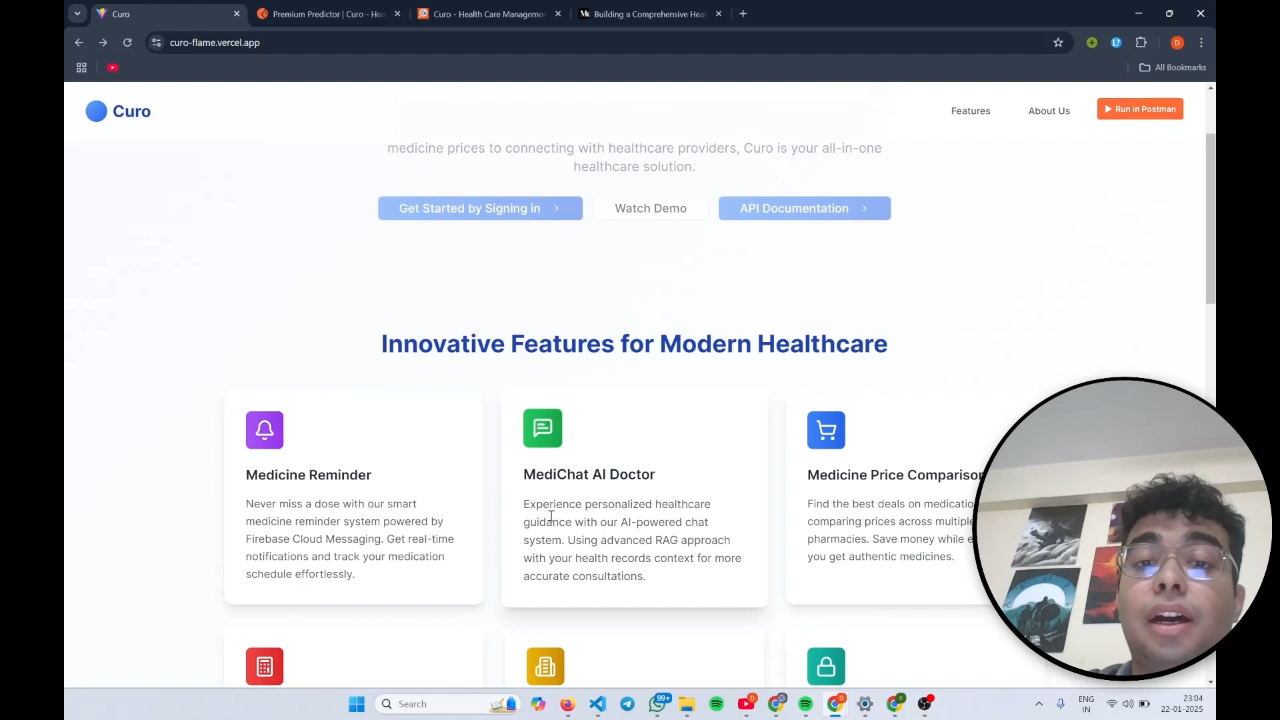 Curo
Premium Predictor | Curo - Hea
Curo - Health Care Managemen
Building a Comprehensive Heal
curo-flame.vercel.app
D
All Bookmarks
Curo
Features
About Us
Run in Postman
medicine prices to connecting with healthcare providers, Curo is your all-in-one
healthcare solution.
Get Started by Signing in
Watch Demo
API Documentation
Innovative Features for Modern Healthcare
Medicine Reminder
Never miss a dose with our smart
medicine reminder system powered by
Firebase Cloud Messaging. Get real-time
notifications and track your medication
schedule effortlessly.
MediChat AI Doctor
Experience personalized healthcare
guidance with our AI-powered chat
system. Using advanced RAG approach
with your health records context for more
accurate consultations.
Medicine Price Comparison
Find the best deals on medicatio
comparing prices across multiple
pharmacies. Save money while e
you get authentic medicines.
Search
99+
ENG
IN
23:04
22-01-2025